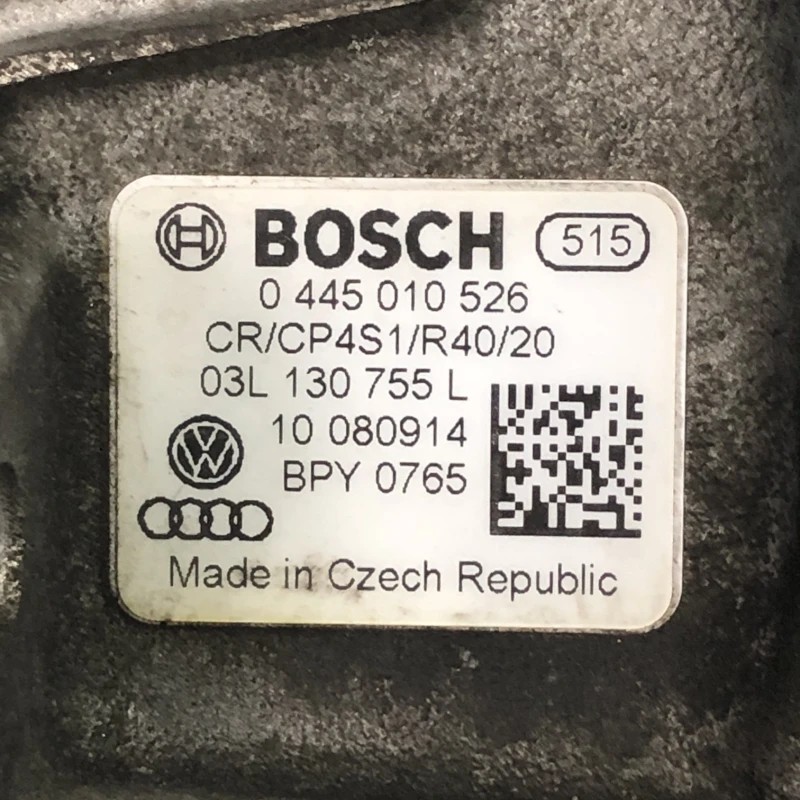 BOSCH 515
0 445 010 526
CR/CP4S1/R40/20
03L 130 755 L
10 080914
BPY 0765
Made in Czech Republic